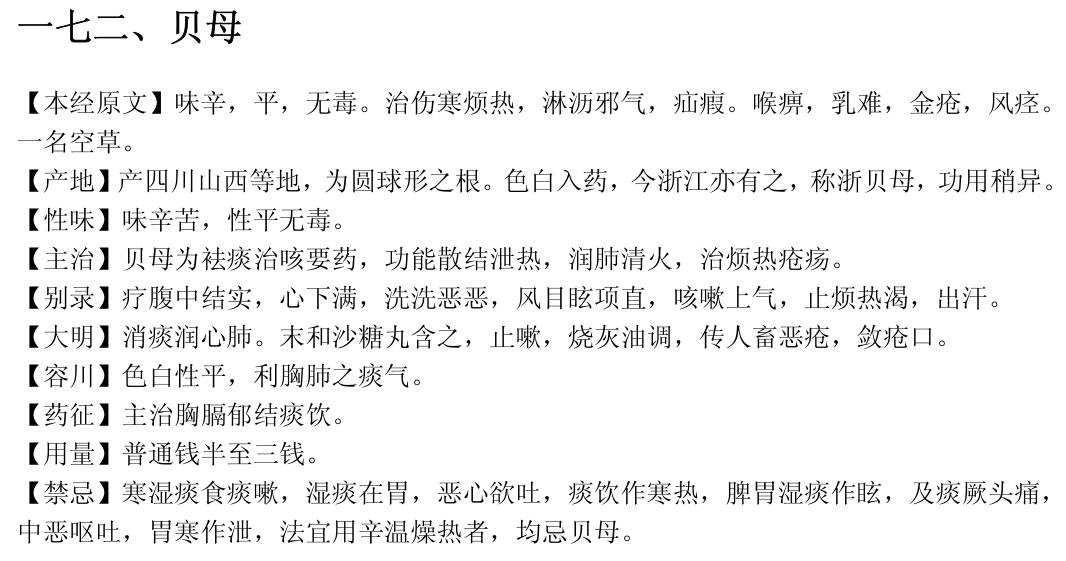 一七二、贝母
【本经原文】味辛，平，无毒。治伤寒烦热，淋沥邪气，疝瘕。喉痹，乳难，金疮，风痉。
一名空草。
【产地】产四川山西等地，为圆球形之根。色白入药，今浙江亦有之，称浙贝母，功用稍异。
【性味】味辛苦，性平无毒。
【主治】贝母为祛痰治咳要药，功能散结泄热，润肺清火，治烦热疮疡。
【别录】疗腹中结实，心下满，洗洗恶恶，风目眩项直，咳嗽上气，止烦热渴，出汗。
【大明】消痰润心肺。末和沙糖丸含之，止嗽，烧灰油调，传人畜恶疮，敛疮口。
【容川】色白性平，利胸肺之痰气。
【药征】主治胸膈郁结痰饮。
【用量】普通钱半至三钱。
【禁忌】寒湿痰食痰嗽，湿痰在胃，恶心欲吐，痰饮作寒热，脾胃湿痰作眩，及痰厥头痛，
中恶呕吐，胃寒作泄，法宜用辛温燥热者，均忌贝母。